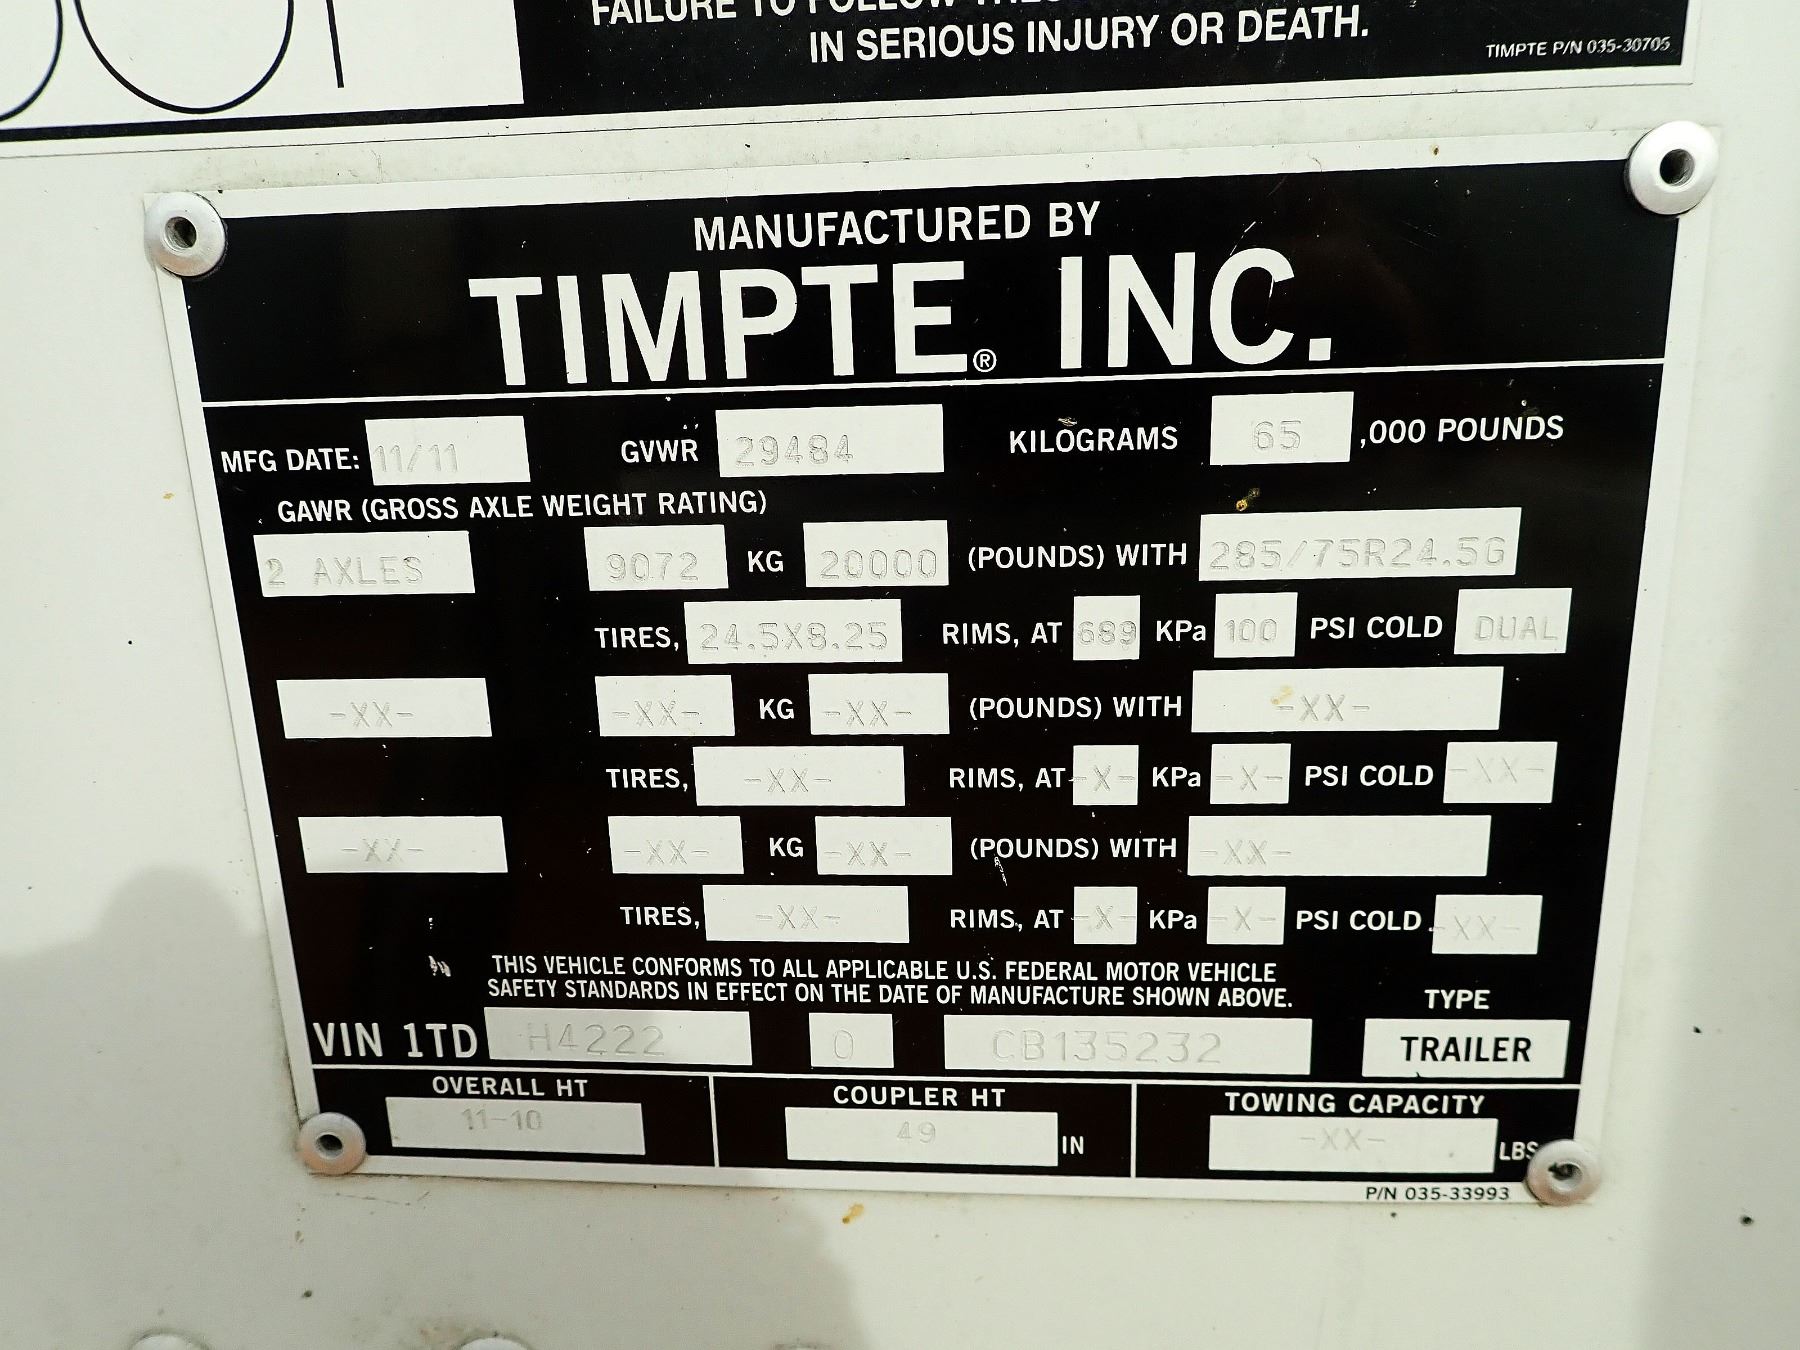 FAILURE TO FOLLOW
IN SERIOUS INJURY OR DEATH.
TIMPTE P/N 035-30705
MANUFACTURED BY
TIMPTE® INC.
MFG DATE: 11/11 GVWR 29484 KILOGRAMS 65 ,000 POUNDS
GAWR (GROSS AXLE WEIGHT RATING)
2 AXLES 9072 KG 20000 (POUNDS) WITH 285/75R24.5G
TIRES, 24.5X8.25 RIMS, AT 689 KPa 100 PSI COLD DUAL
-XX- -XX- KG -XX- (POUNDS) WITH -XX-
TIRES, -XX- RIMS, AT -X- KPa -X- PSI COLD -XX-
-XX- -XX- KG -XX- (POUNDS) WITH -XX-
TIRES, -XX- RIMS, AT -X- KPa -X- PSI COLD -XX-
THIS VEHICLE CONFORMS TO ALL APPLICABLE U.S. FEDERAL MOTOR VEHICLE
SAFETY STANDARDS IN EFFECT ON THE DATE OF MANUFACTURE SHOWN ABOVE.
TYPE
VIN 1TD H4222 0 CB135232 TRAILER
OVERALL HT COUPLER HT TOWING CAPACITY
11-10 49 IN -XX- LBS
P/N 035-33993